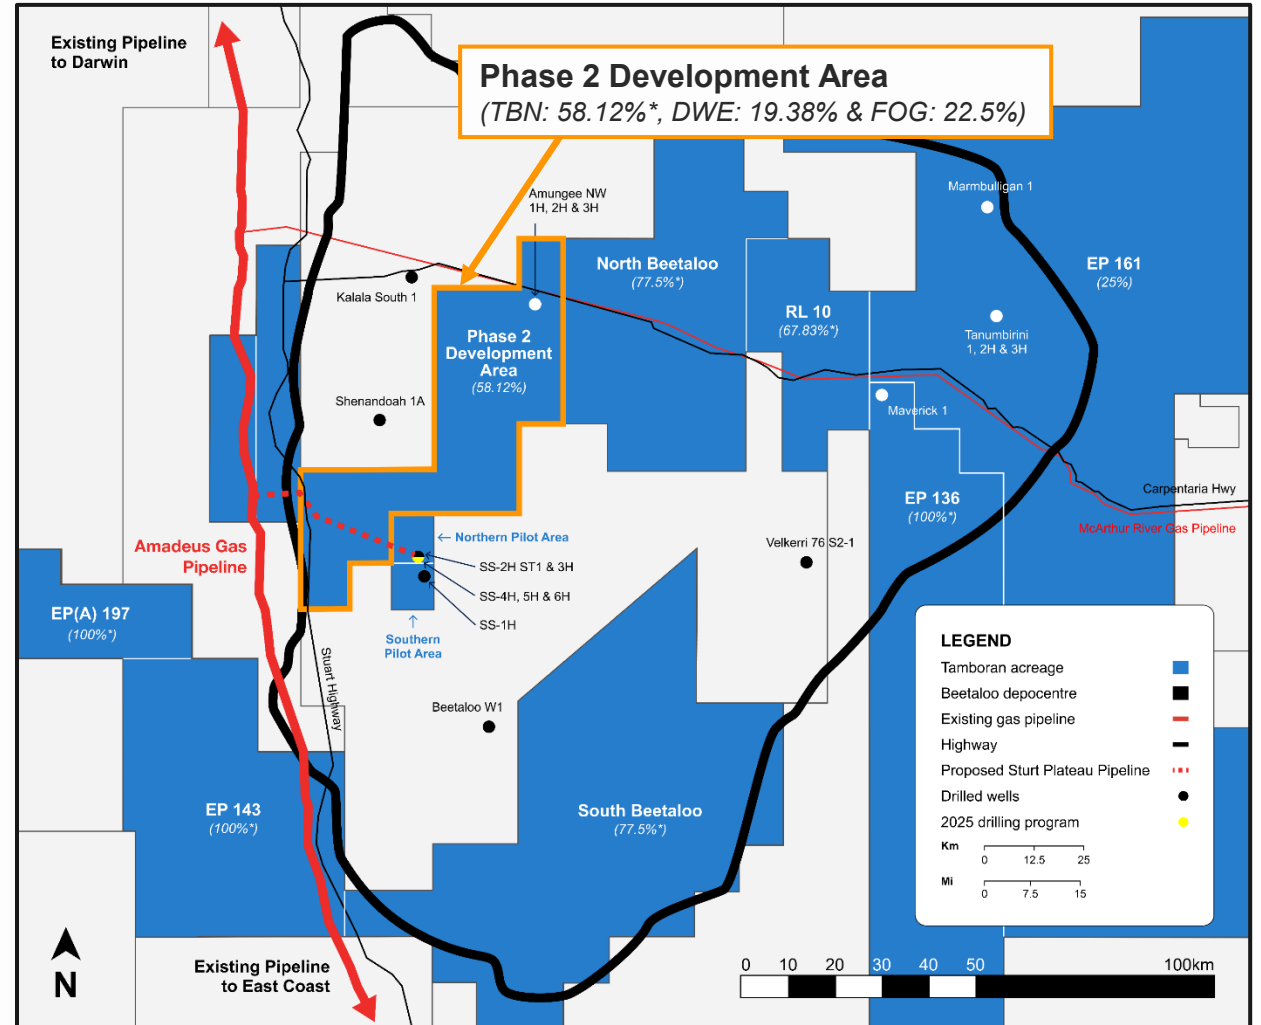 Existing Pipeline
to Darwin
Phase 2 Development Area
(TBN: 58.12%*, DWE: 19.38% & FOG: 22.5%)
Marmbulligan 1
Amungee NW
1H, 2H & 3H
North Beetaloo
(77.5%*)
EP 161
(25%)
Kalala South 1
RL 10
(67.83%*)
Phase 2
Development
Area
(58.12%)
Tanumbirini
1, 2H & 3H
Shenandoah 1A
Maverick 1
EP 136
(100%*)
Carpentaria Hwy
McArthur River Gas Pipeline
Amadeus Gas
Pipeline
Northern Pilot Area
Velkerri 76 S2-1
SS-2H ST1 & 3H
SS-4H, 5H & 6H
SS-1H
EP(A) 197
(100%*)
Southern
Pilot Area
Stuart Highway
Beetaloo W1
EP 143
(100%*)
South Beetaloo
(77.5%*)
LEGEND
Tamboran acreage
Beetaloo depocentre
Existing gas pipeline
Highway
Proposed Sturt Plateau Pipeline
Drilled wells
2025 drilling program
Km
0 12.5 25
Mi
0 7.5 15
N
Existing Pipeline
to East Coast
0 10 20 30 40 50 100km